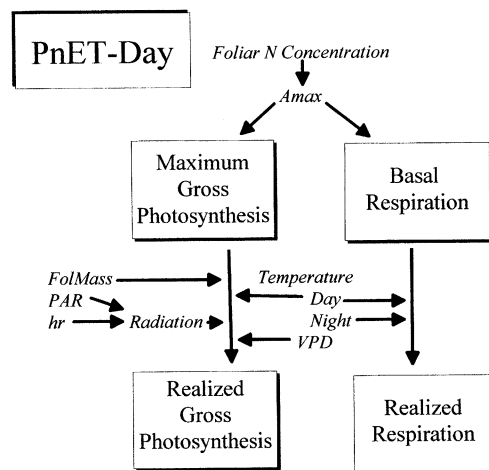 PnET-Day
Foliar N Concentration
Amax
Maximum
Gross
Photosynthesis
Basal
Respiration
FolMass
PAR
hr
Radiation
Temperature
Day
Night
VPD
Realized
Gross
Photosynthesis
Realized
Respiration